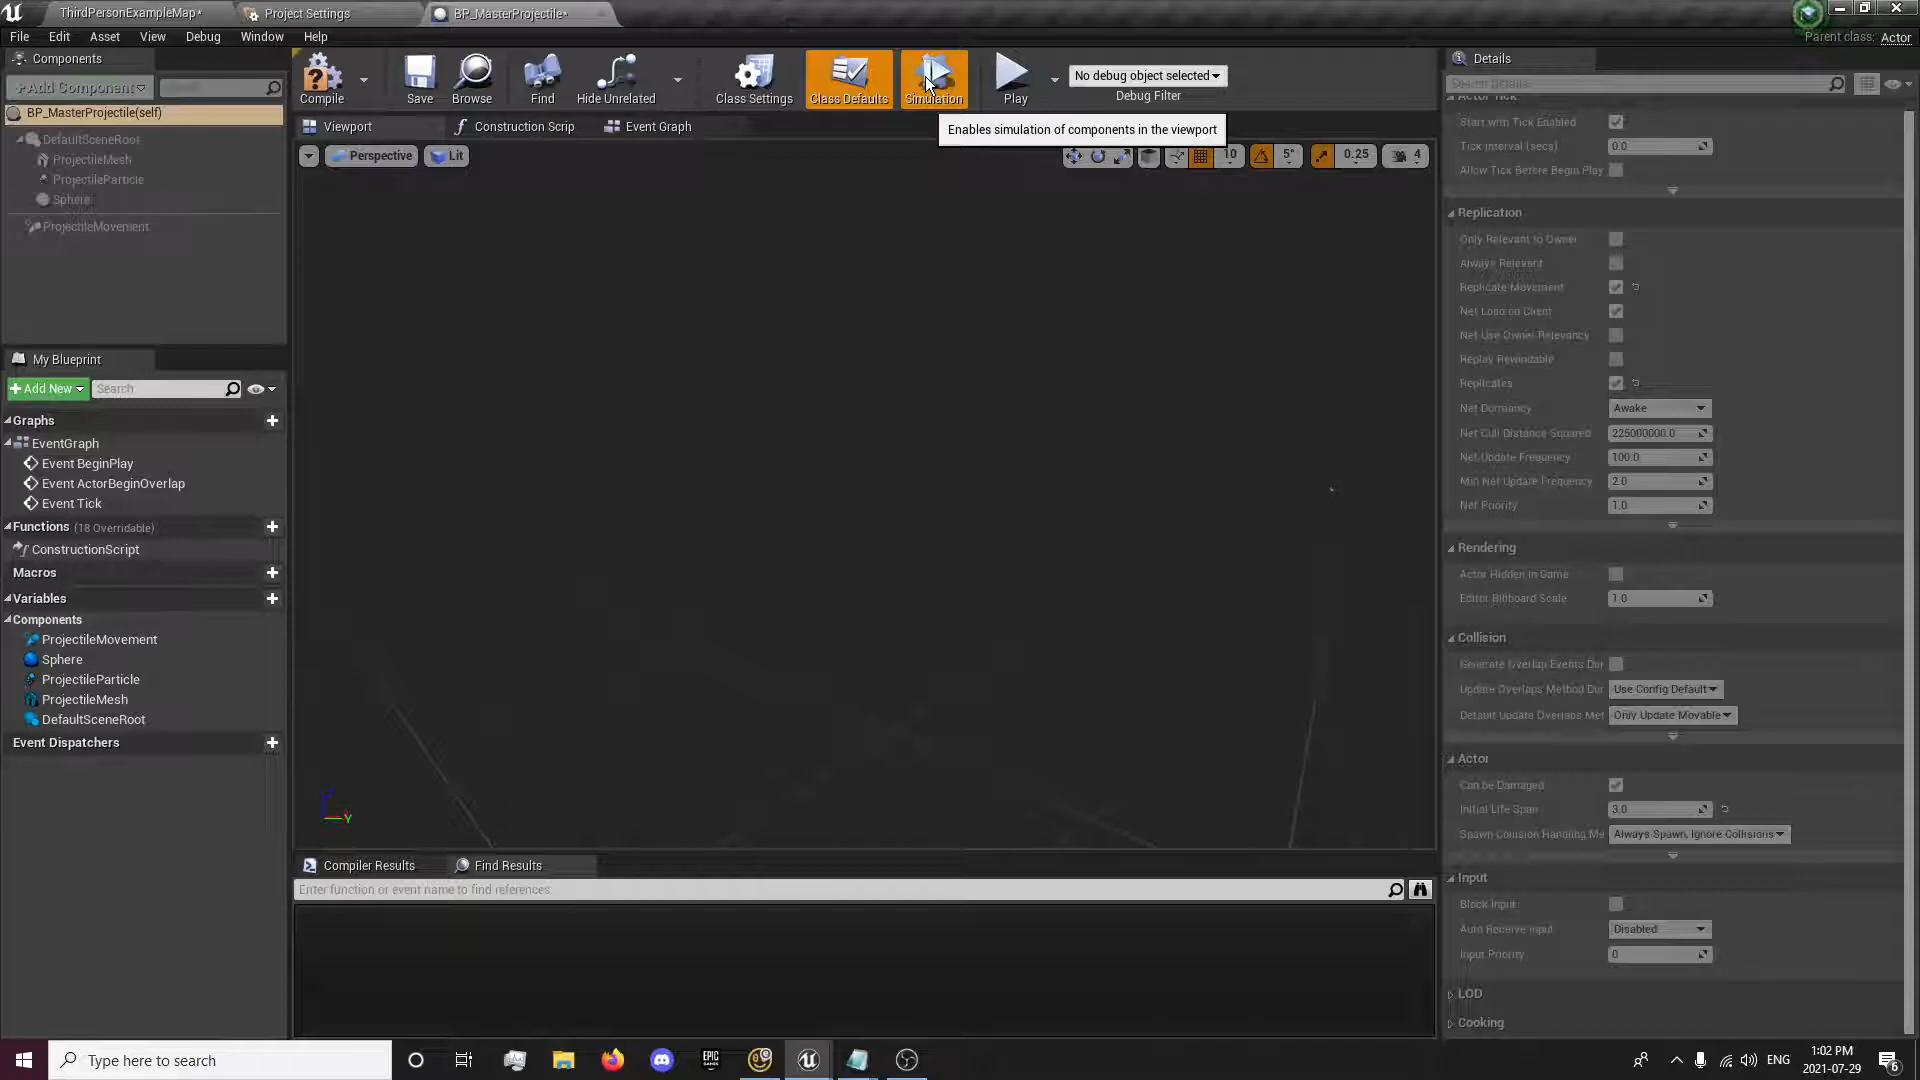 ThirdPersonExampleMap*
Project Settings
BP_MasterProjectile*
File Edit Asset View Debug Window Help
Parent class: Actor
Components
+Add Component
Search
BP_MasterProjectile(self)
DefaultSceneRoot
ProjectileMesh
ProjectileParticle
Sphere
ProjectileMovement
My Blueprint
+Add New
Search
Graphs
EventGraph
Event BeginPlay
Event ActorBeginOverlap
Event Tick
Functions (18 Overridable)
ConstructionScript
Macros
Variables
Components
ProjectileMovement
Sphere
ProjectileParticle
ProjectileMesh
DefaultSceneRoot
Event Dispatchers
Compile
Save
Browse
Find
Hide Unrelated
Class Settings
Class Defaults
Simulation
Play
No debug object selected
Debug Filter
Viewport
Construction Scrip
Event Graph
Enables simulation of components in the viewport
Perspective
Lit
10
5°
0.25
4
Y
Compiler Results
Find Results
Enter function or event name to find references
Details
Search Details
Actor Tick
Start with Tick Enabled
Tick Interval (secs) 0.0
Allow Tick Before Begin Play
Replication
Only Relevant to Owner
Always Relevant
Replicate Movement
Net Load on Client
Net Use Owner Relevancy
Replay Rewindable
Replicates
Net Dormancy Awake
Net Cull Distance Squared 225000000.0
Net Update Frequency 100.0
Min Net Update Frequency 2.0
Net Priority 1.0
Rendering
Actor Hidden In Game
Editor Billboard Scale 1.0
Collision
Generate Overlap Events Dur
Update Overlaps Method Dur Use Config Default
Default Update Overlaps Met Only Update Movable
Actor
Can be Damaged
Initial Life Span 3.0
Spawn Collision Handling Me Always Spawn, Ignore Collisions
Input
Block Input
Auto Receive Input Disabled
Input Priority 0
LOD
Cooking
Type here to search
EPIC GAMES
ENG
1:02 PM
2021-07-29
6